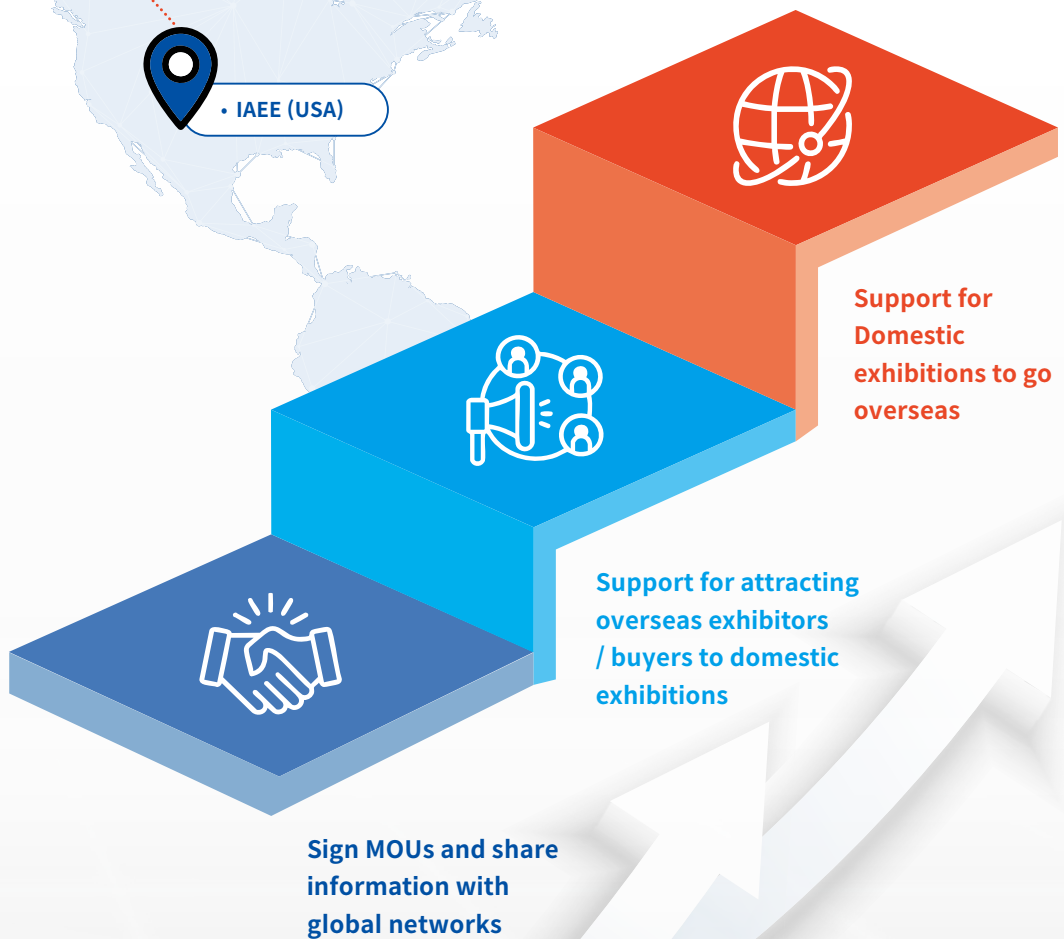 • IAEE (USA)
Support for
Domestic
exhibitions to go
overseas
Support for attracting
overseas exhibitors
/ buyers to domestic
exhibitions
Sign MOUs and share
information with
global networks